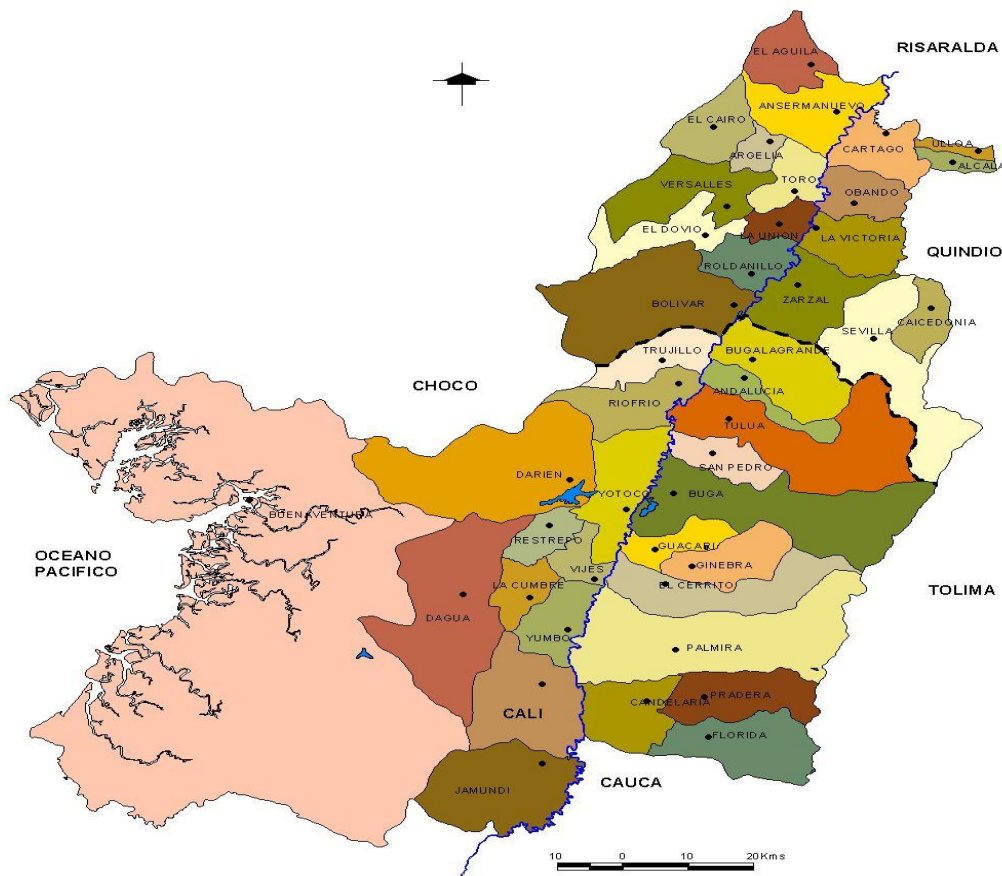 EL AGUILA
RISARALDA
ANSERMANUEVO
EL CAIRO
CARTAGO
ULLOA
ARGELIA
ALCALA
TORO
VERSALLES
OBANDO
EL DOVIO
LA UNION
LA VICTORIA
QUINDIO
ROLDANILLO
BOLIVAR
ZARZAL
CAICEDONIA
SEVILLA
TRUJILLO
BUGALAGRANDE
CHOCO
ANDALUCIA
RIOFRIO
TULUA
SAN PEDRO
DARIEN
YOTOCO
BUGA
BUENAVENTURA
RESTREPO
GUACARI
OCEANO
PACIFICO
VIJES
GINEBRA
LA CUMBRE
EL CERRITO
TOLIMA
DAGUA
YUMBO
PALMIRA
PRADERA
CANDELARIA
CALI
FLORIDA
CAUCA
JAMUNDI
10 0 10 20 Kms